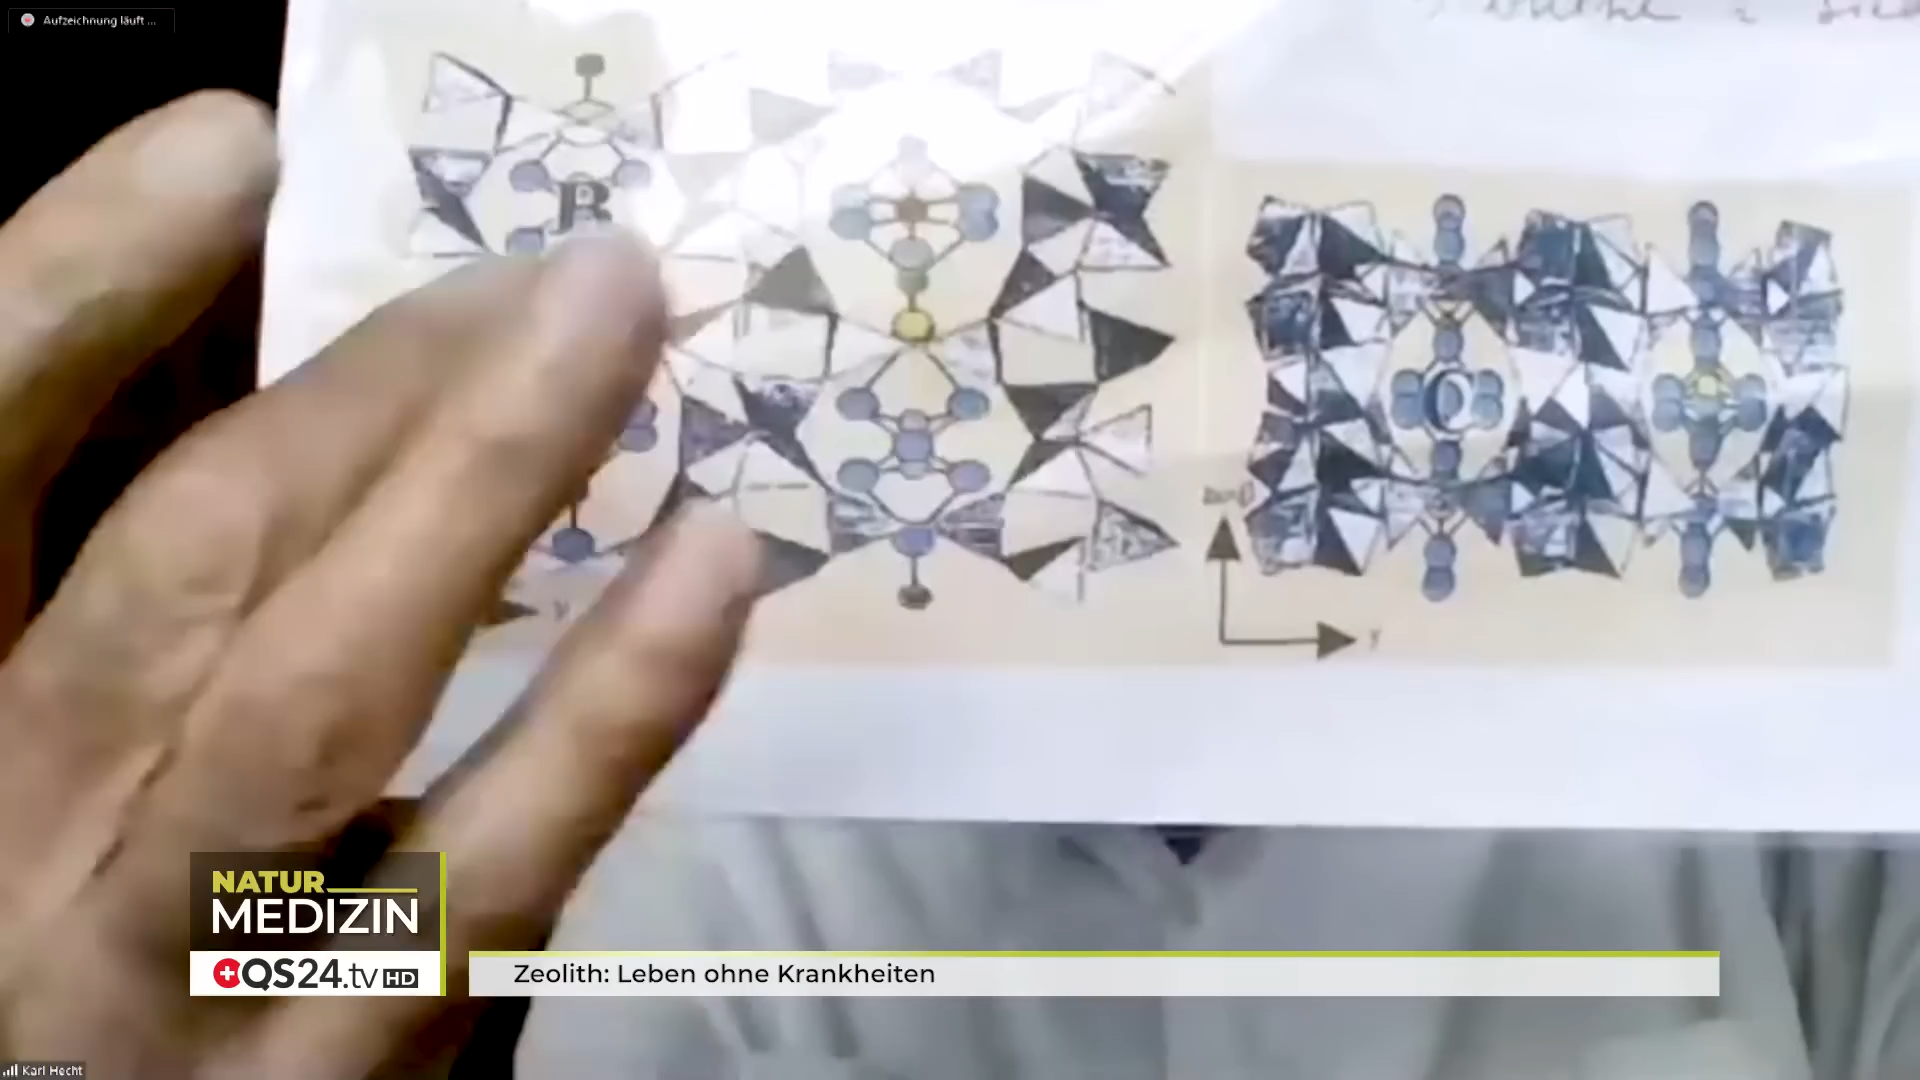 Aufzeichnung läuft ...
B
C
y
y
NATUR
MEDIZIN
QS24.tv HD
Zeolith: Leben ohne Krankheiten
Karl Hecht